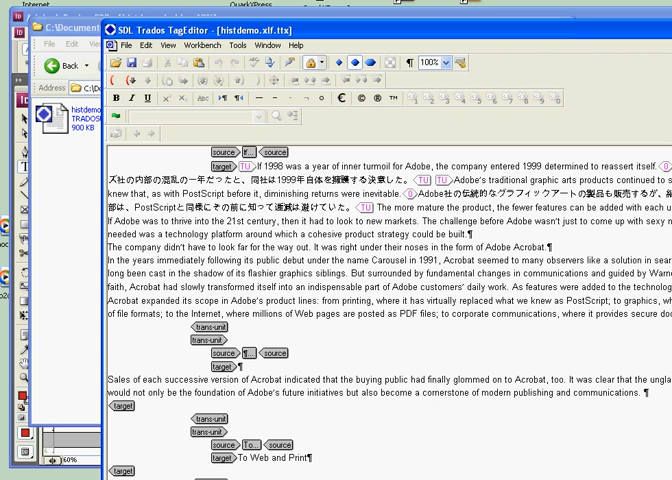 Internet
QuarkXPress
C:\Document
SDL Trados TagEditor - [histdemo.xlf.ttx]
File Edit
File Edit View Workbench Tools Window Help
Back
100%
Address C:\D
B I U Abc € © ® ™
histdemo
TRADOS
900 KB
source If... source
target TU If 1998 was a year of inner turmoil for Adobe, the company entered 1999 determined to reassert itself. 0
ズ社の内部の混乱の一年だったと、同社は1999年自体を擁護する決意した。 TU TU Adobe's traditional graphic arts products continued to s
knew that, as with PostScript before it, diminishing returns were inevitable. 0 Adobe社の伝統的なグラフィックアートの製品も販売するが、
部は、PostScriptと同様にその前に知って逓減は避けていた。 TU TU The more mature the product, the fewer features can be added with each u
If Adobe was to thrive into the 21st century, then it had to look to new markets. The challenge before Adobe wasn't just to come up with sexy n
needed was a technology platform around which a cohesive product strategy could be built.¶
The company didn't have to look far for the way out. It was right under their noses in the form of Adobe Acrobat.¶
In the years immediately following its public debut under the name Carousel in 1991, Acrobat seemed to many observers like a solution in sear
long been cast in the shadow of its flashier graphics siblings. But surrounded by fundamental changes in communications and guided by Warno
faith, Acrobat had slowly transformed itself into an indispensable part of Adobe customers' daily work. As features were added to the technolog
Acrobat expanded its scope in Adobe's product lines: from printing, where it has virtually replaced what we knew as PostScript; to graphics, wh
of file formats; to the Internet, where millions of Web pages are posted as PDF files; to corporate communications, where it provides secure doc
trans-unit
trans-unit
source ¶... source
target ¶
Sales of each successive version of Acrobat indicated that the buying public had finally glommed on to Acrobat, too. It was clear that the ungla
would not only be the foundation of Adobe's future initiatives but also become a cornerstone of modern publishing and communications. ¶
target
trans-unit
trans-unit
source To... source
target To Web and Print¶
60%
target